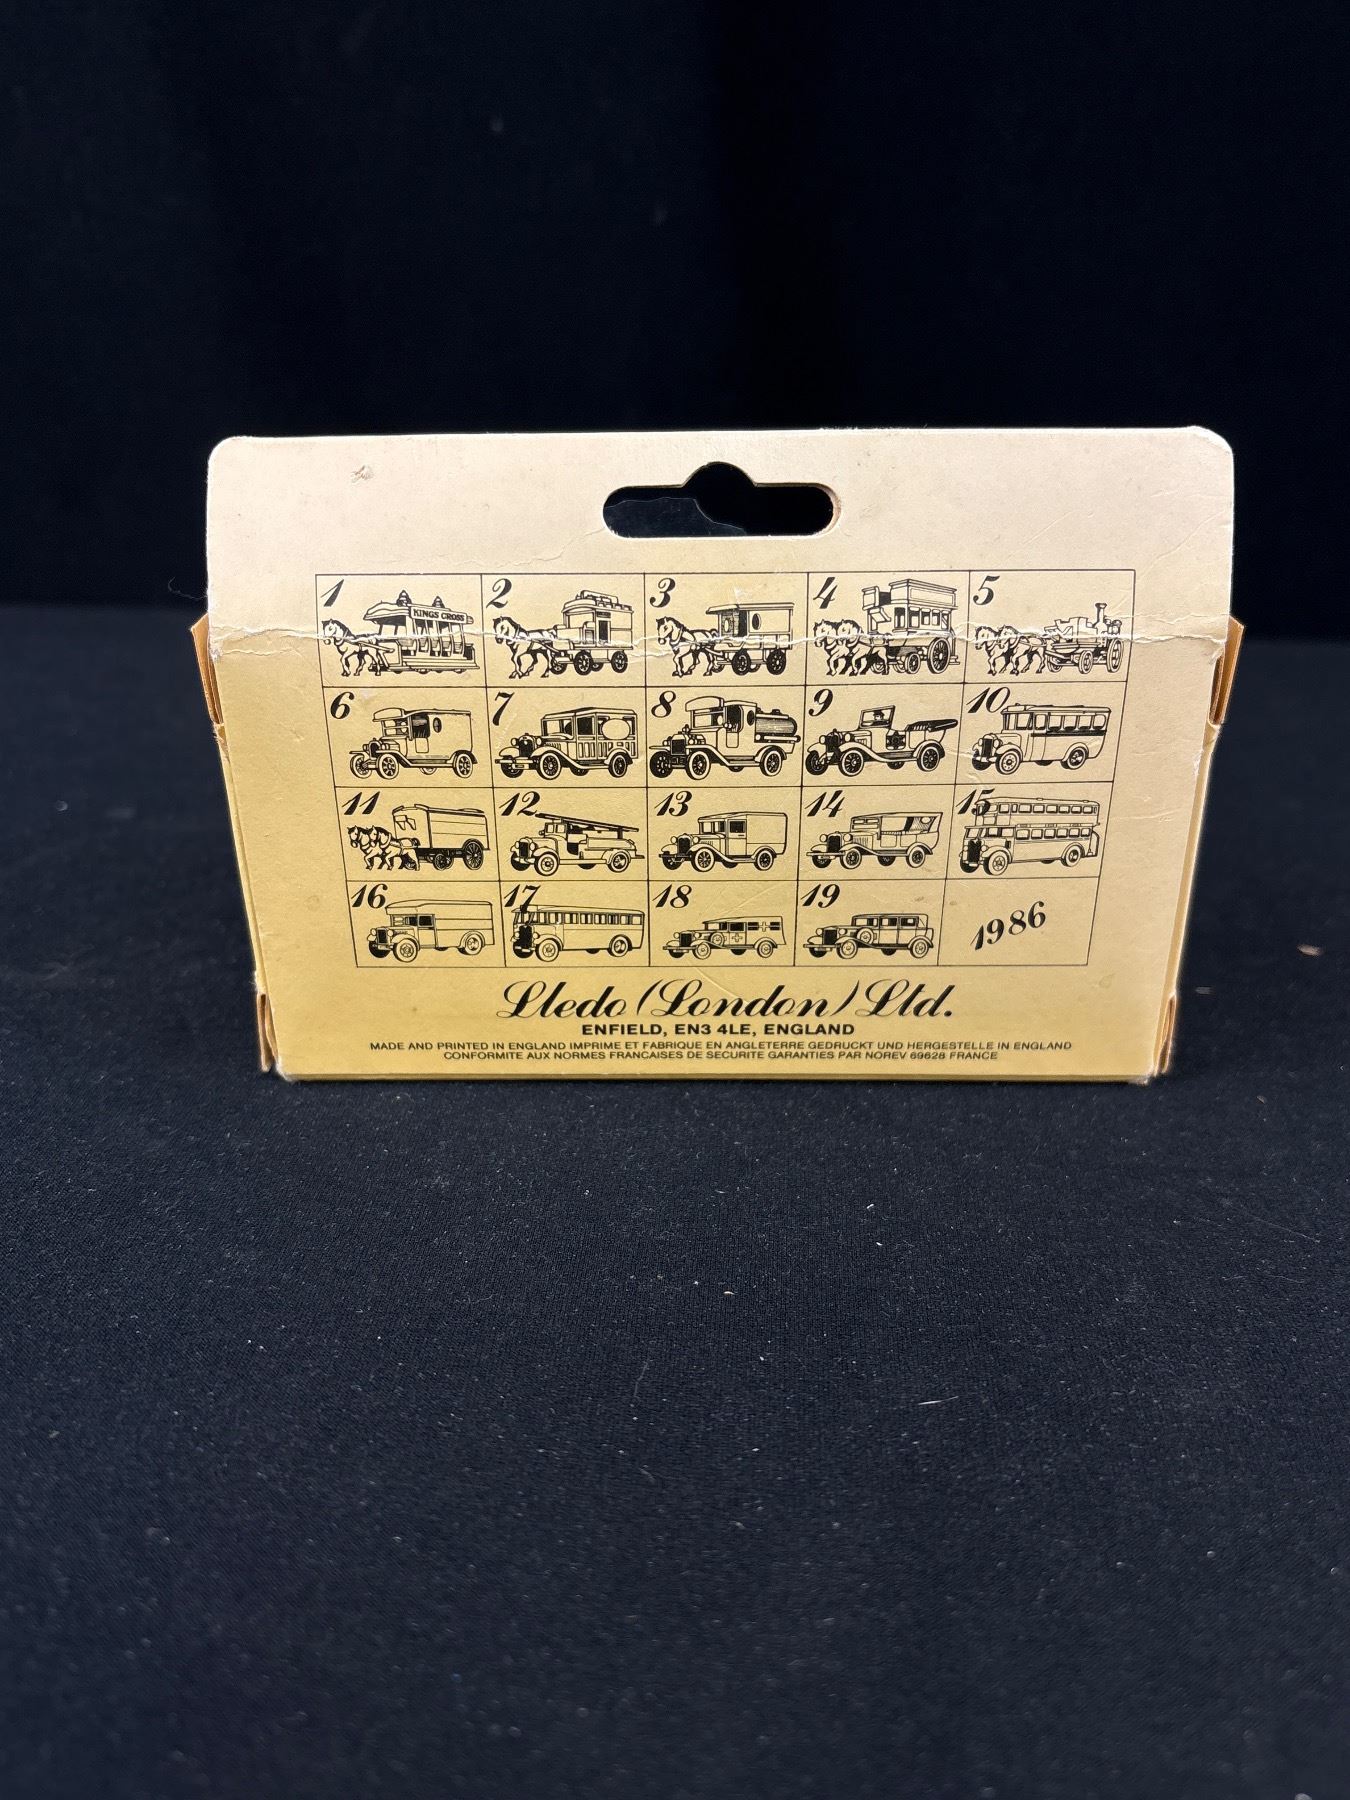 1 2 3 4 5
KINGS CROSS
6 7 8 9 10
11 12 13 14 15
16 17 18 19 1986
Lledo (London) Ltd.
ENFIELD, EN3 4LE, ENGLAND
MADE AND PRINTED IN ENGLAND IMPRIME ET FABRIQUE EN ANGLETERRE GEDRUCKT UND HERGESTELLE IN ENGLAND
CONFORMITE AUX NORMES FRANCAISES DE SECURITE GARANTIES PAR NOREV 69628 FRANCE